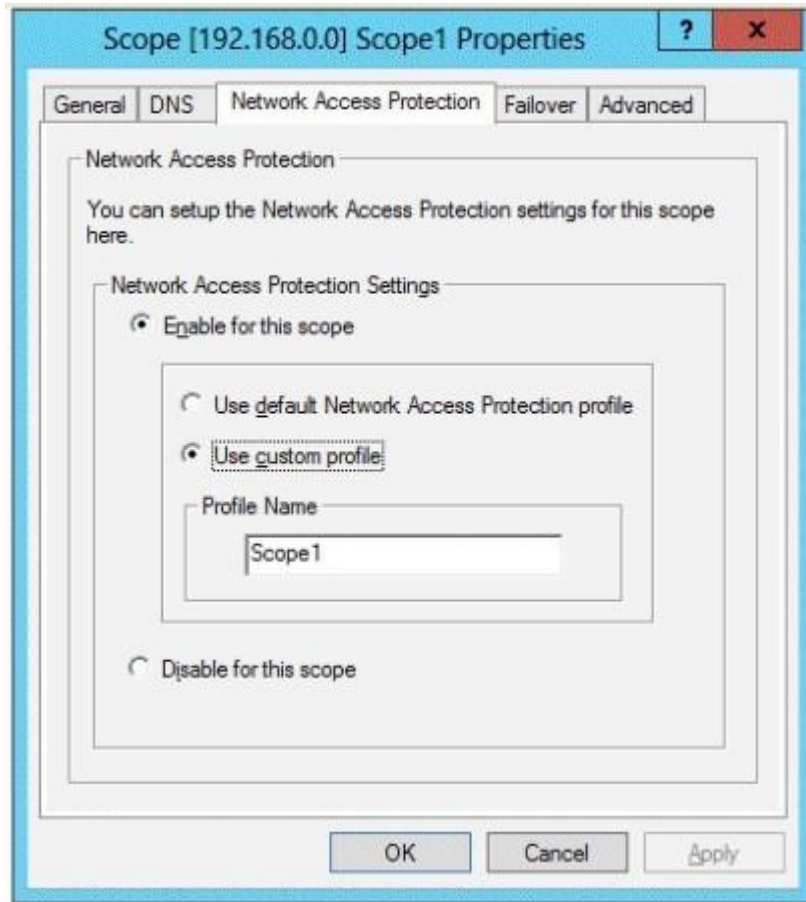 Scope [192.168.0.0] Scope1 Properties ? x
General DNS Network Access Protection Failover Advanced
Network Access Protection
You can setup the Network Access Protection settings for this scope
here.
Network Access Protection Settings
Enable for this scope
Use default Network Access Protection profile
Use custom profile
Profile Name
Scope1
Disable for this scope
OK Cancel Apply